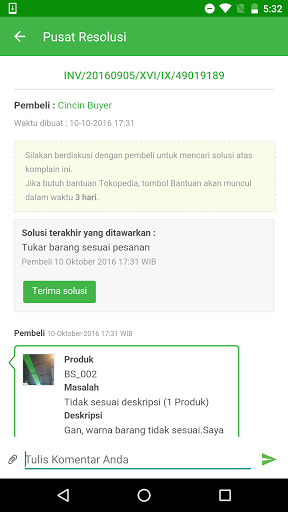 5:32
Pusat Resolusi
INV/20160905/XVI/IX/49019189
Pembeli : Cincin Buyer
Waktu dibuat : 10-10-2016 17:31
Silakan berdiskusi dengan pembeli untuk mencari solusi atas
komplain ini.
Jika butuh bantuan Tokopedia, tombol Bantuan akan muncul
dalam waktu 3 hari.
Solusi terakhir yang ditawarkan :
Tukar barang sesuai pesanan
Pembeli 10 Oktober 2016 17:31 WIB
Terima solusi
Pembeli 10-Oktober-2016 17:31 WIB
Produk
BS_002
Masalah
Tidak sesuai deskripsi (1 Produk)
Deskripsi
Gan, warna barang tidak sesuai.Saya
Tulis Komentar Anda